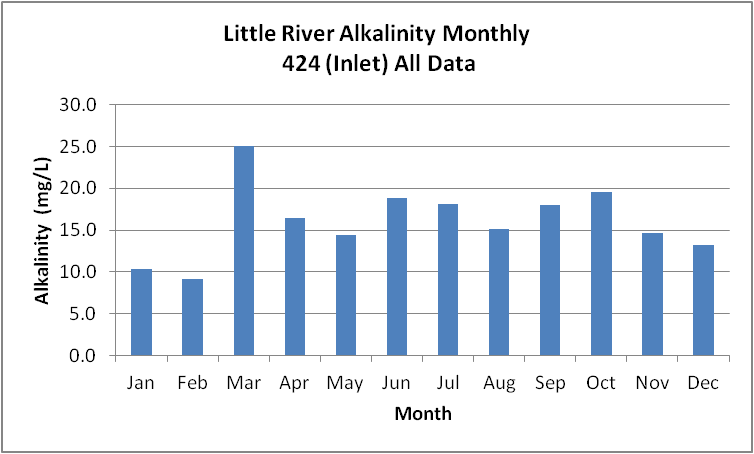 Little River Alkalinity Monthly
424 (Inlet) All Data
30.0
25.0
20.0
15.0
10.0
5.0
0.0
Alkalinity (mg/L)
Jan Feb Mar Apr May Jun Jul Aug Sep Oct Nov Dec
Month